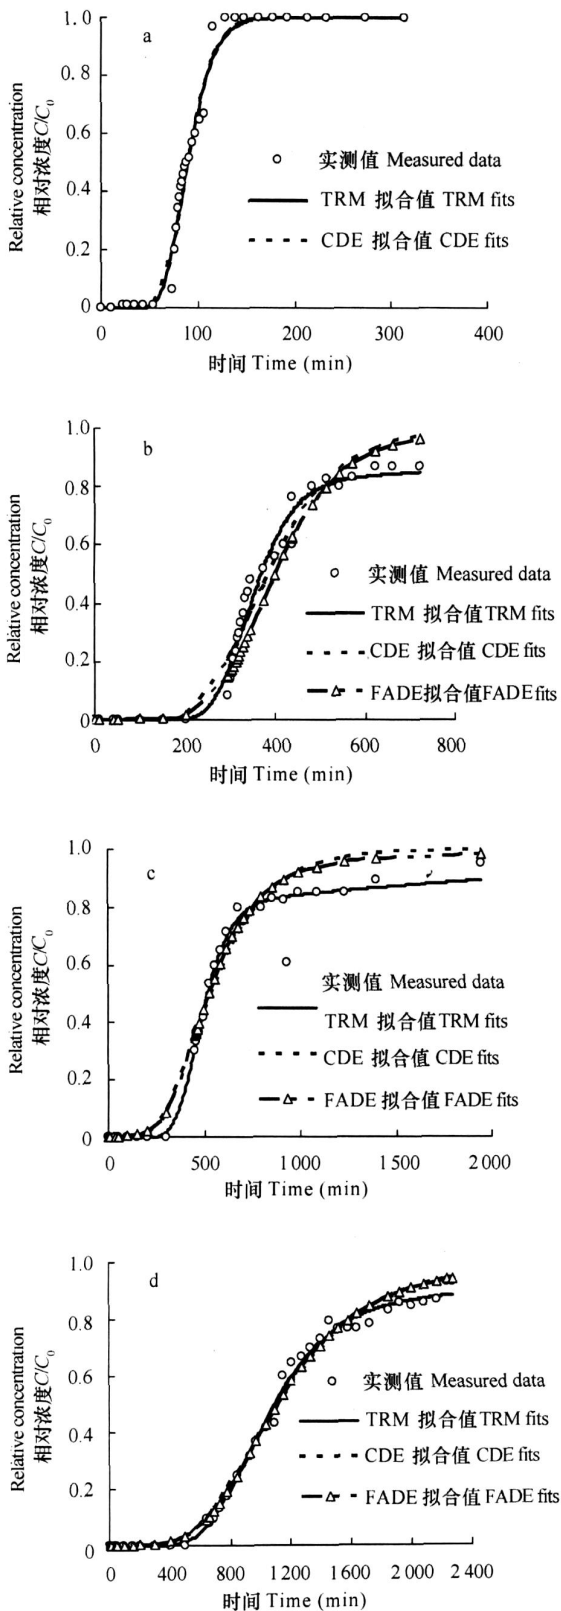 Relative concentration
相对浓度C/C₀
a
1.0
0.8
0.6
0.4
0.2
0
实测值 Measured data
TRM 拟合值 TRM fits
CDE 拟合值 CDE fits
0 100 200 300 400
时间 Time (min)
Relative concentration
相对浓度C/C₀
b
1.0
0.8
0.6
0.4
0.2
0
实测值 Measured data
TRM 拟合值TRM fits
CDE 拟合值 CDE fits
FADE拟合值FADE fits
0 200 400 600 800
时间 Time (min)
Relative concentration
相对浓度C/C₀
c
1.0
0.8
0.6
0.4
0.2
0
实测值 Measured data
TRM 拟合值TRM fits
CDE 拟合值CDE fits
FADE 拟合值 FADE fits
0 500 1 000 1 500 2 000
时间 Time (min)
Relative concentration
相对浓度C/C₀
d
1.0
0.8
0.6
0.4
0.2
0
实测值 Measured data
TRM 拟合值TRM fits
CDE 拟合值 CDE fits
FADE 拟合值 FADE fits
0 400 800 1 200 1 600 2 000 2 400
时间 Time (min)